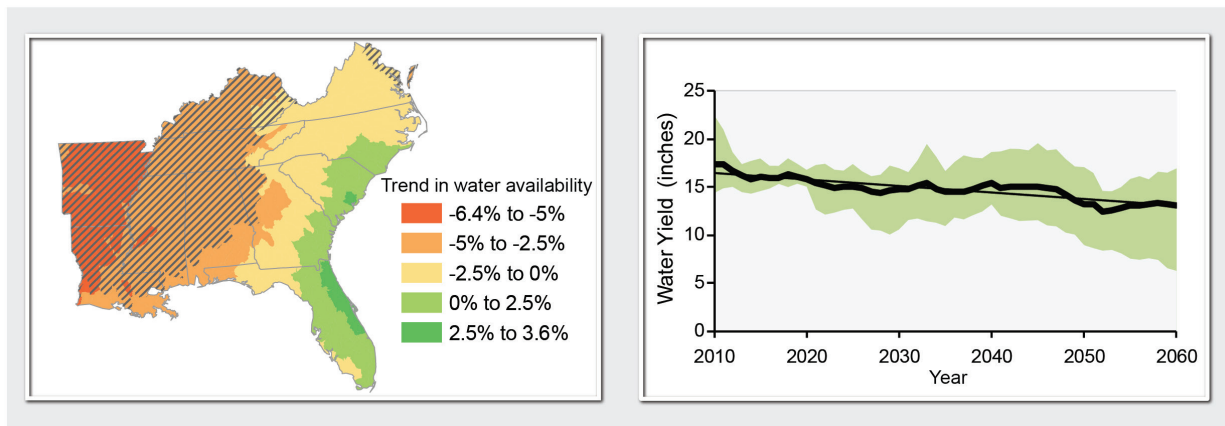 Trend in water availability
-6.4% to -5%
-5% to -2.5%
-2.5% to 0%
0% to 2.5%
2.5% to 3.6%
Water Yield (inches)
25
20
15
10
5
0
2010 2020 2030 2040 2050 2060
Year